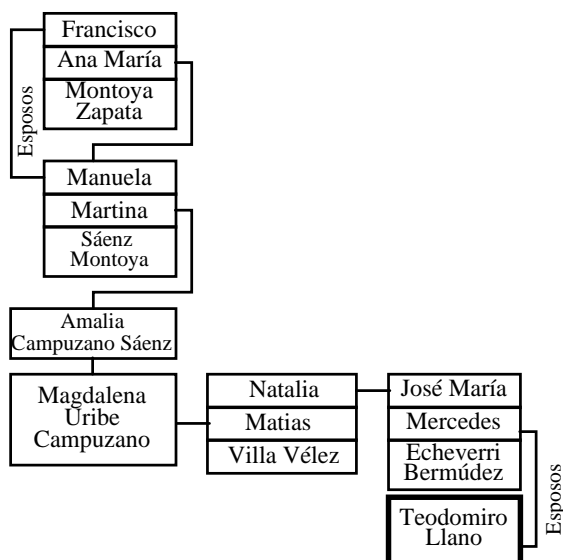 Francisco
Ana María
Montoya
Zapata
Esposos
Manuela
Martina
Sáenz
Montoya
Amalia
Campuzano Sáenz
Magdalena
Uribe
Campuzano
Natalia
Matias
Villa Vélez
José María
Mercedes
Echeverri
Bermúdez
Teodomiro
Llano
Esposos